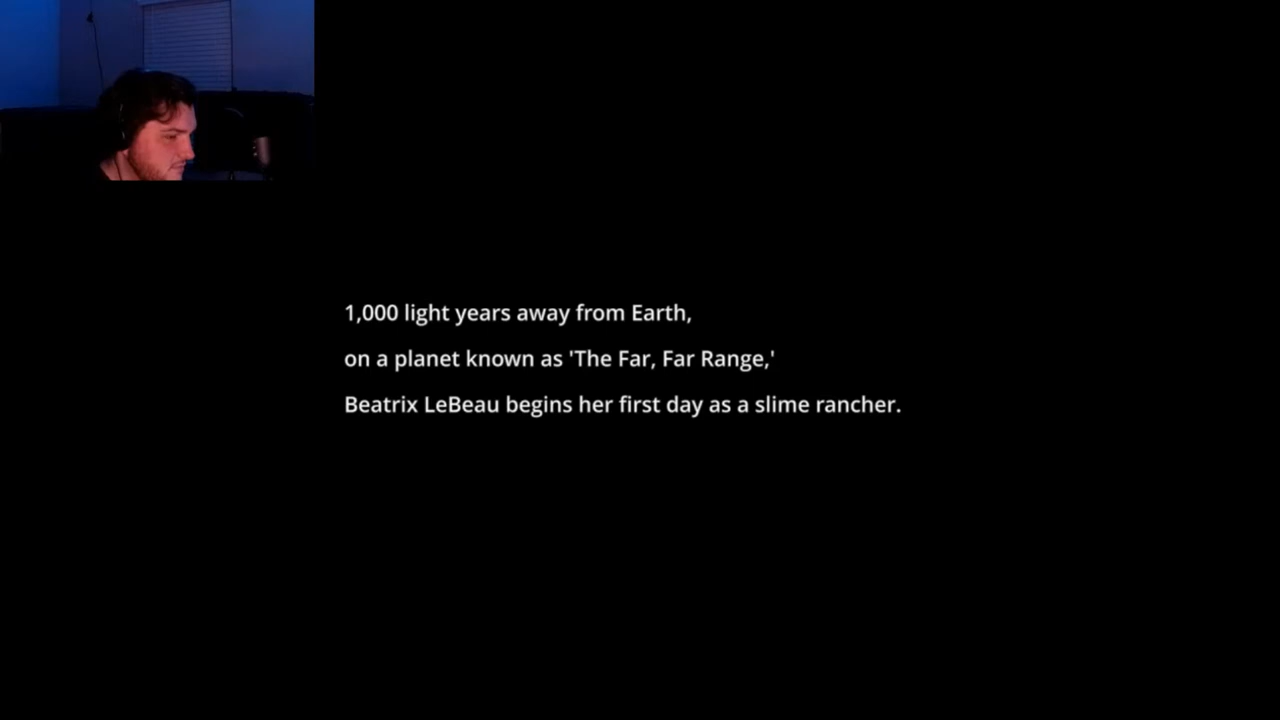 1,000 light years away from Earth,
on a planet known as 'The Far, Far Range,'
Beatrix LeBeau begins her first day as a slime rancher.